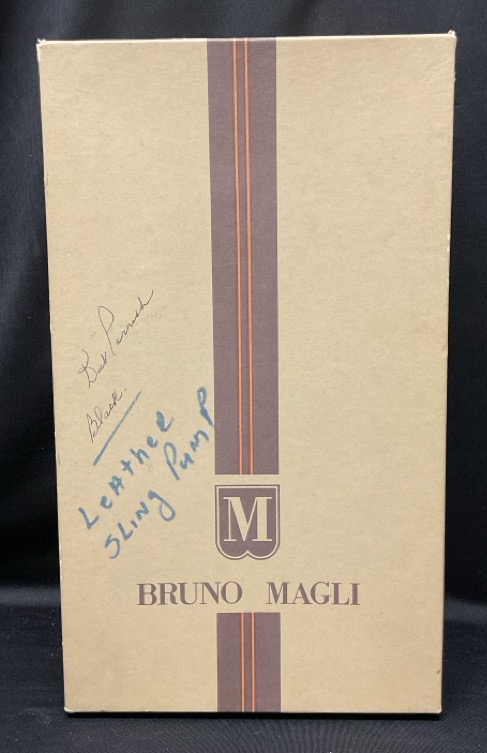 Black
Leather
Sling Pump
M
BRUNO MAGLI